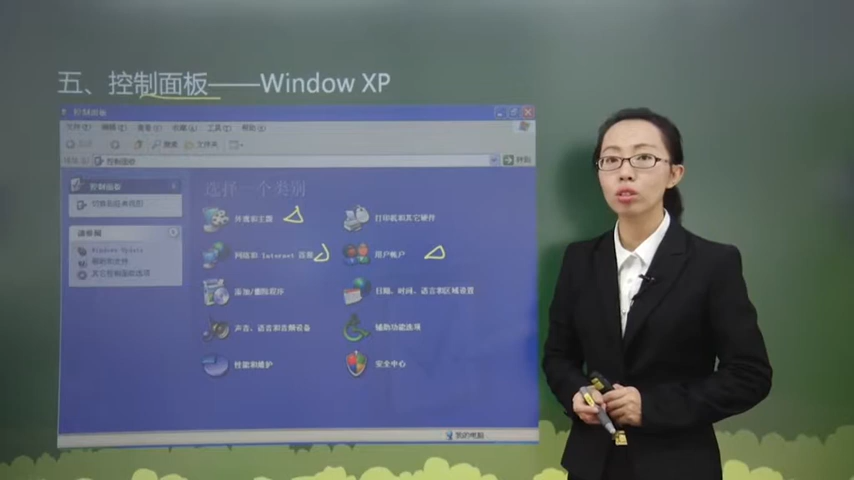 五、控制面板——Window XP
控制面板
文件(F) 编辑(E) 查看(V) 收藏(A) 工具(T) 帮助(H)
搜索 文件夹
控制面板 转到
控制面板
切换到经典视图
请参阅
Windows Update
帮助和支持
其它控制面板选项
选择一个类别
外观和主题
打印机和其它硬件
网络和 Internet 连接
用户帐户
添加/删除程序
日期、时间、语言和区域设置
声音、语音和音频设备
辅助功能选项
性能和维护
安全中心
我的电脑